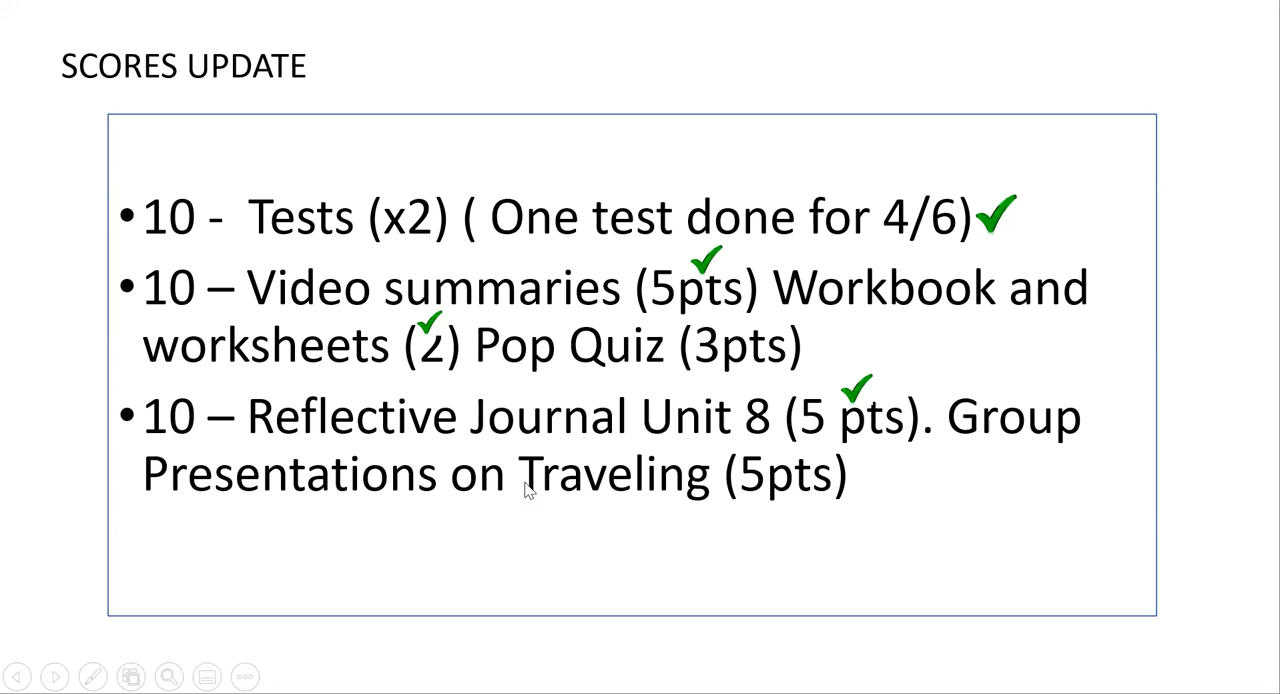 SCORES UPDATE
•10 -  Tests (x2) ( One test done for 4/6)✔
•10 – Video summaries (5pts) Workbook and
worksheets (2) Pop Quiz (3pts)
•10 – Reflective Journal Unit 8 (5 pts). Group
Presentations on Traveling (5pts)